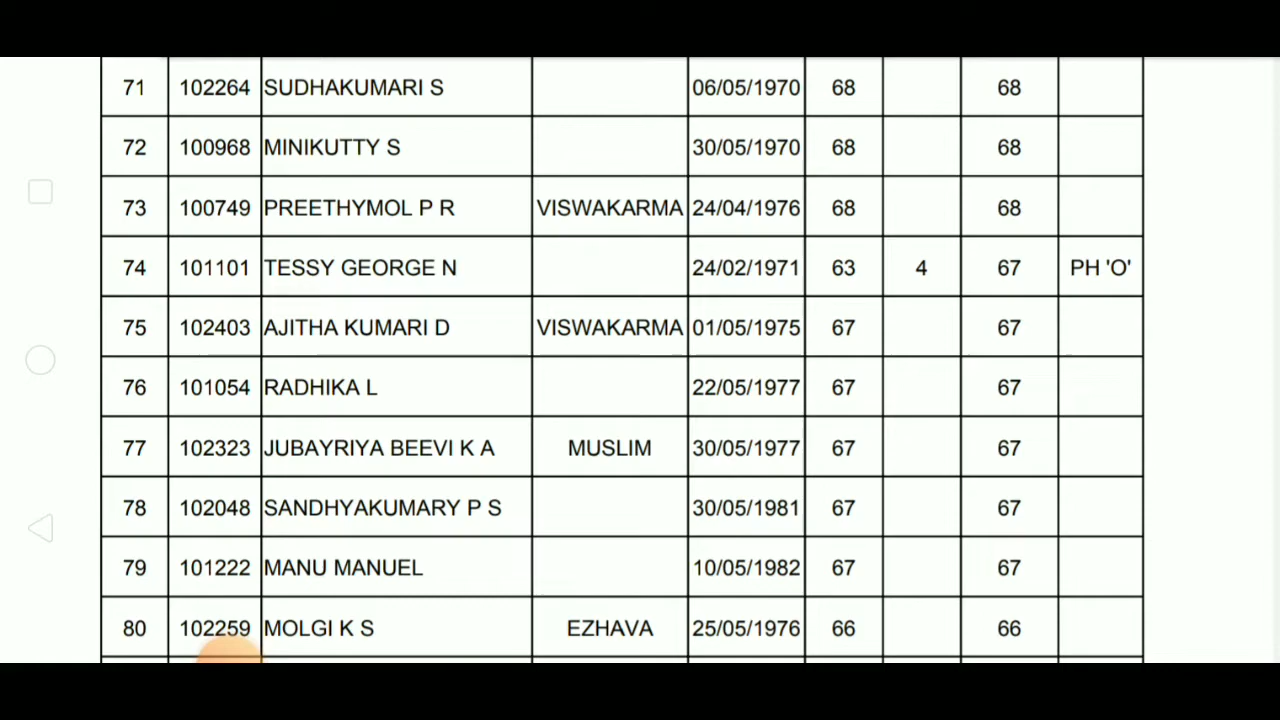 71 102264 SUDHAKUMARI S 06/05/1970 68 68
72 100968 MINIKUTTY S 30/05/1970 68 68
73 100749 PREETHYMOL P R VISWAKARMA 24/04/1976 68 68
74 101101 TESSY GEORGE N 24/02/1971 63 4 67 PH 'O'
75 102403 AJITHA KUMARI D VISWAKARMA 01/05/1975 67 67
76 101054 RADHIKA L 22/05/1977 67 67
77 102323 JUBAYRIYA BEEVI K A MUSLIM 30/05/1977 67 67
78 102048 SANDHYAKUMARY P S 30/05/1981 67 67
79 101222 MANU MANUEL 10/05/1982 67 67
80 102259 MOLGI K S EZHAVA 25/05/1976 66 66